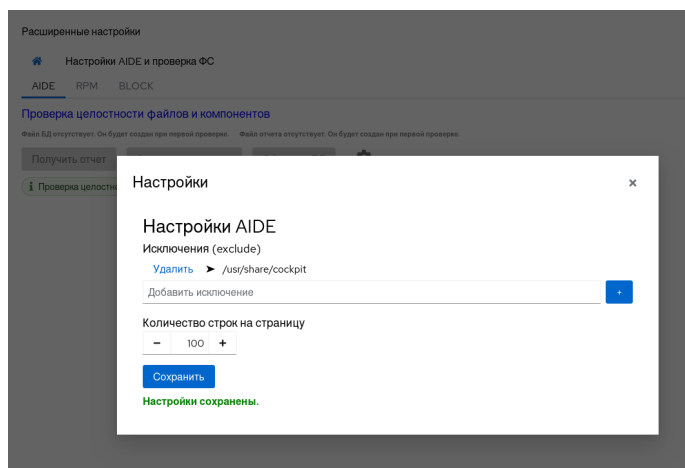 Расширенные настройки
Настройки AIDE и проверка ФС
AIDE RPM BLOCK
Проверка целостности файлов и компонентов
Файл БД отсутствует. Он будет создан при первой проверке. Файл отчета отсутствует. Он будет создан при первой проверке.
Получить отчет
Проверка целостно
Настройки ×
Настройки AIDE
Исключения (exclude)
Удалить ➤ /usr/share/cockpit
Добавить исключение +
Количество строк на страницу
− 100 +
Сохранить
Настройки сохранены.